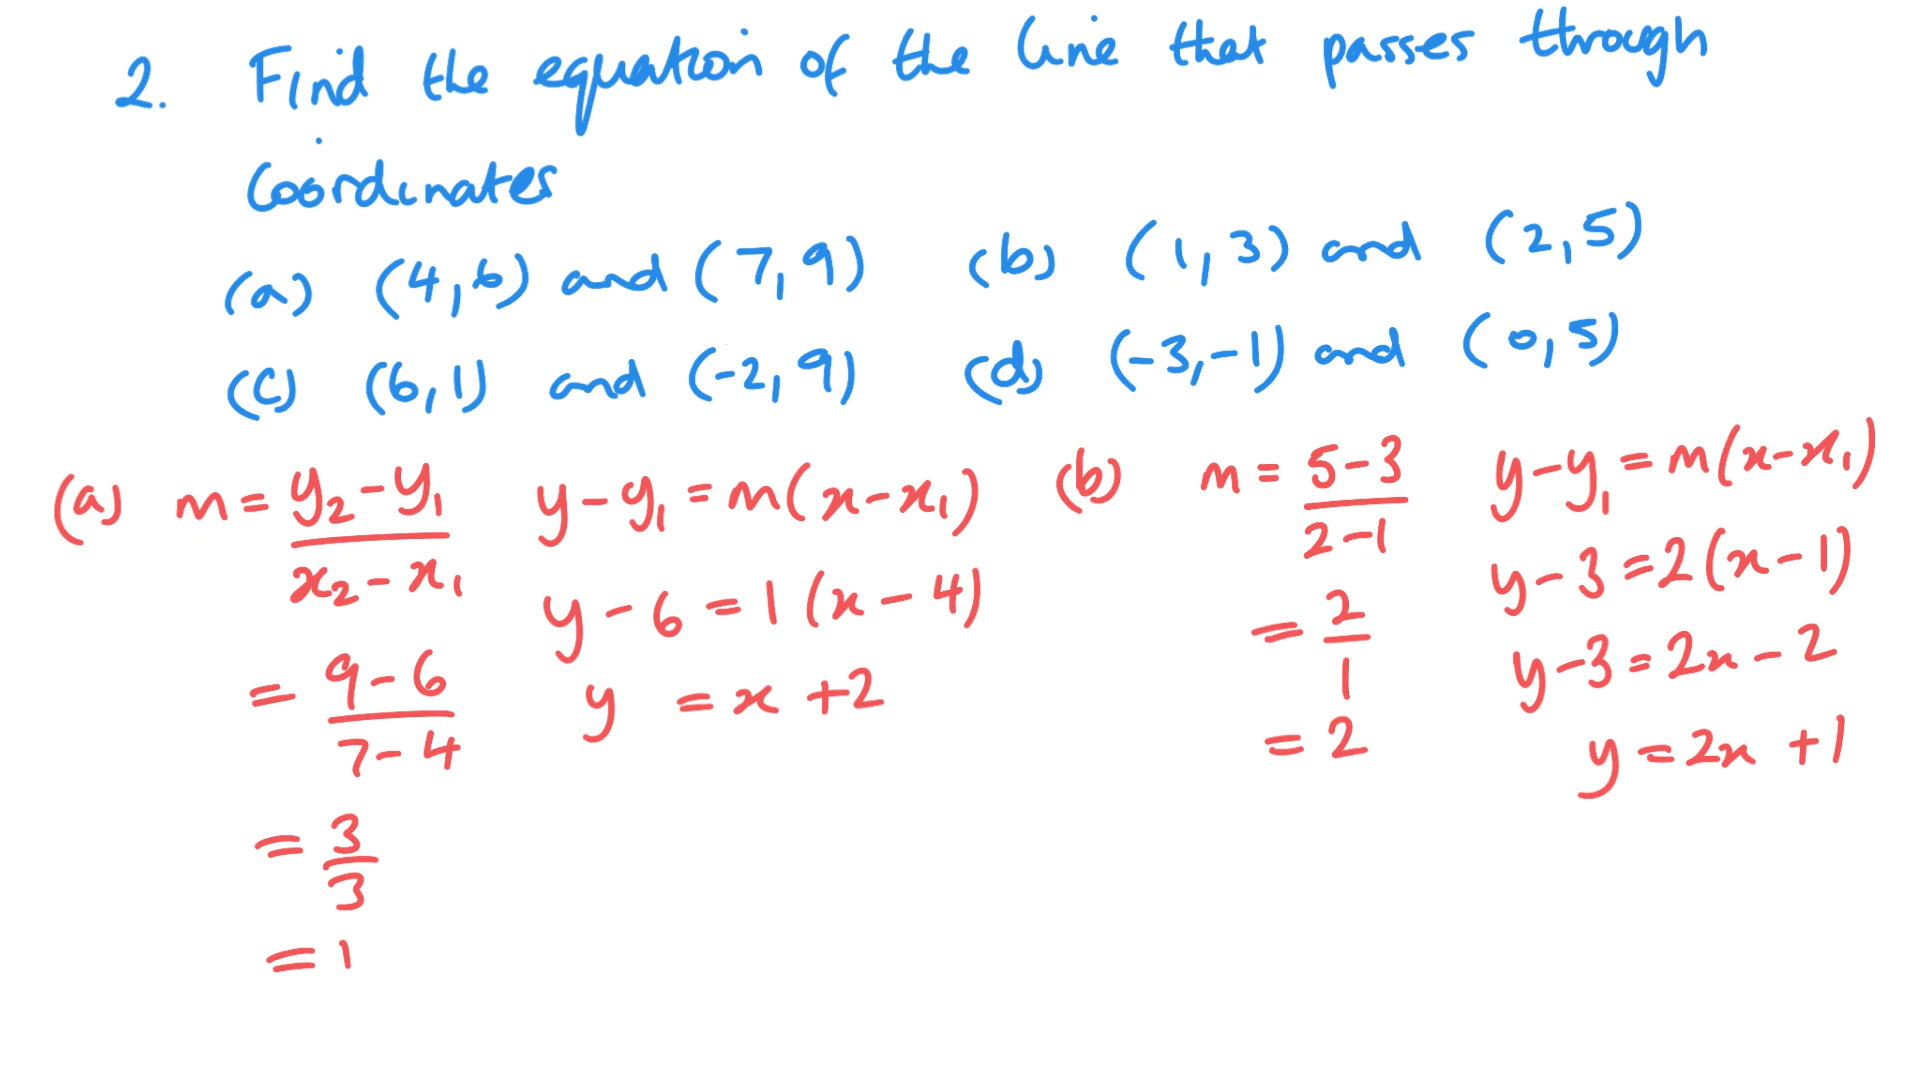 2. Find the equation of the line that passes through
coordinates
(a) (4,6) and (7,9) (b) (1,3) and (2,5)
(c) (6,1) and (-2,9) (d) (-3,-1) and (0,5)
(a) m = (y₂ - y₁)/(x₂ - x₁)
= (9 - 6)/(7 - 4)
= 3/3
= 1
y - y₁ = m(x - x₁)
y - 6 = 1(x - 4)
y = x + 2
(b) m = (5 - 3)/(2 - 1)
= 2/1
= 2
y - y₁ = m(x - x₁)
y - 3 = 2(x - 1)
y - 3 = 2x - 2
y = 2x + 1